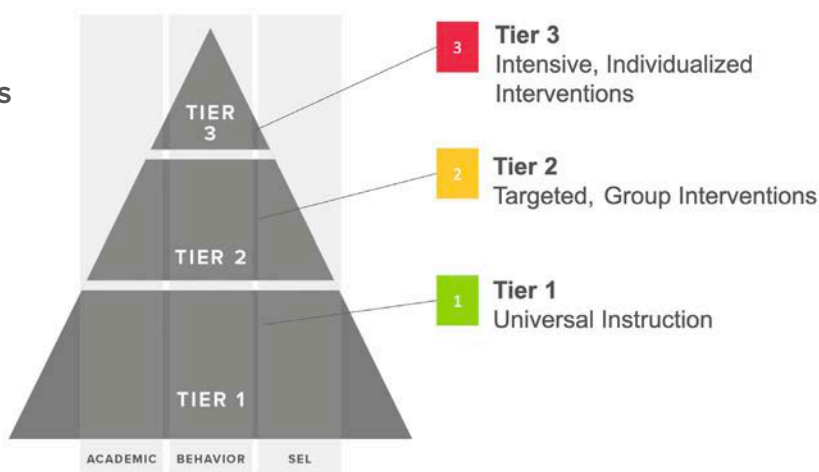 s
TIER
3
TIER 2
TIER 1
ACADEMIC BEHAVIOR SEL
3
Tier 3
Intensive, Individualized
Interventions
2
Tier 2
Targeted, Group Interventions
1
Tier 1
Universal Instruction